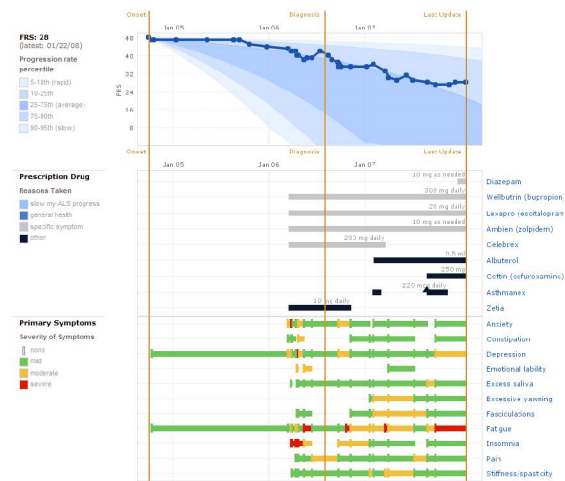 Onset
Diagnosis
Last Update
Jan 05
Jan 06
Jan 07
FRS: 28
(latest: 01/22/08)
Progression rate
percentile
5-10th (rapid)
10-25th
25-75th (average)
75-90th
90-95th (slow)
FRS
48
40
32
24
16
8
Onset
Diagnosis
Last Update
Jan 05
Jan 06
Jan 07
Prescription Drug
Reasons Taken
slow my ALS progress
general health
specific symptom
other
10 mg as needed
Diazepam
300 mg daily
Wellbutrin (bupropion)
20 mg daily
Lexapro (escitalopram
10 mg as needed
Ambien (zolpidem)
200 mg daily
Celebrex
0.5 ml
Albuterol
250 mg
Ceftin (cefuroxime)
220 mcg daily
Asthmanex
10 mg daily
Zetia
Primary Symptoms
Severity of Symptoms
none
mild
moderate
severe
Anxiety
Constipation
Depression
Emotional lability
Excess saliva
Excessive yawning
Fasciculations
Fatigue
Insomnia
Pain
Stiffness/spasticity